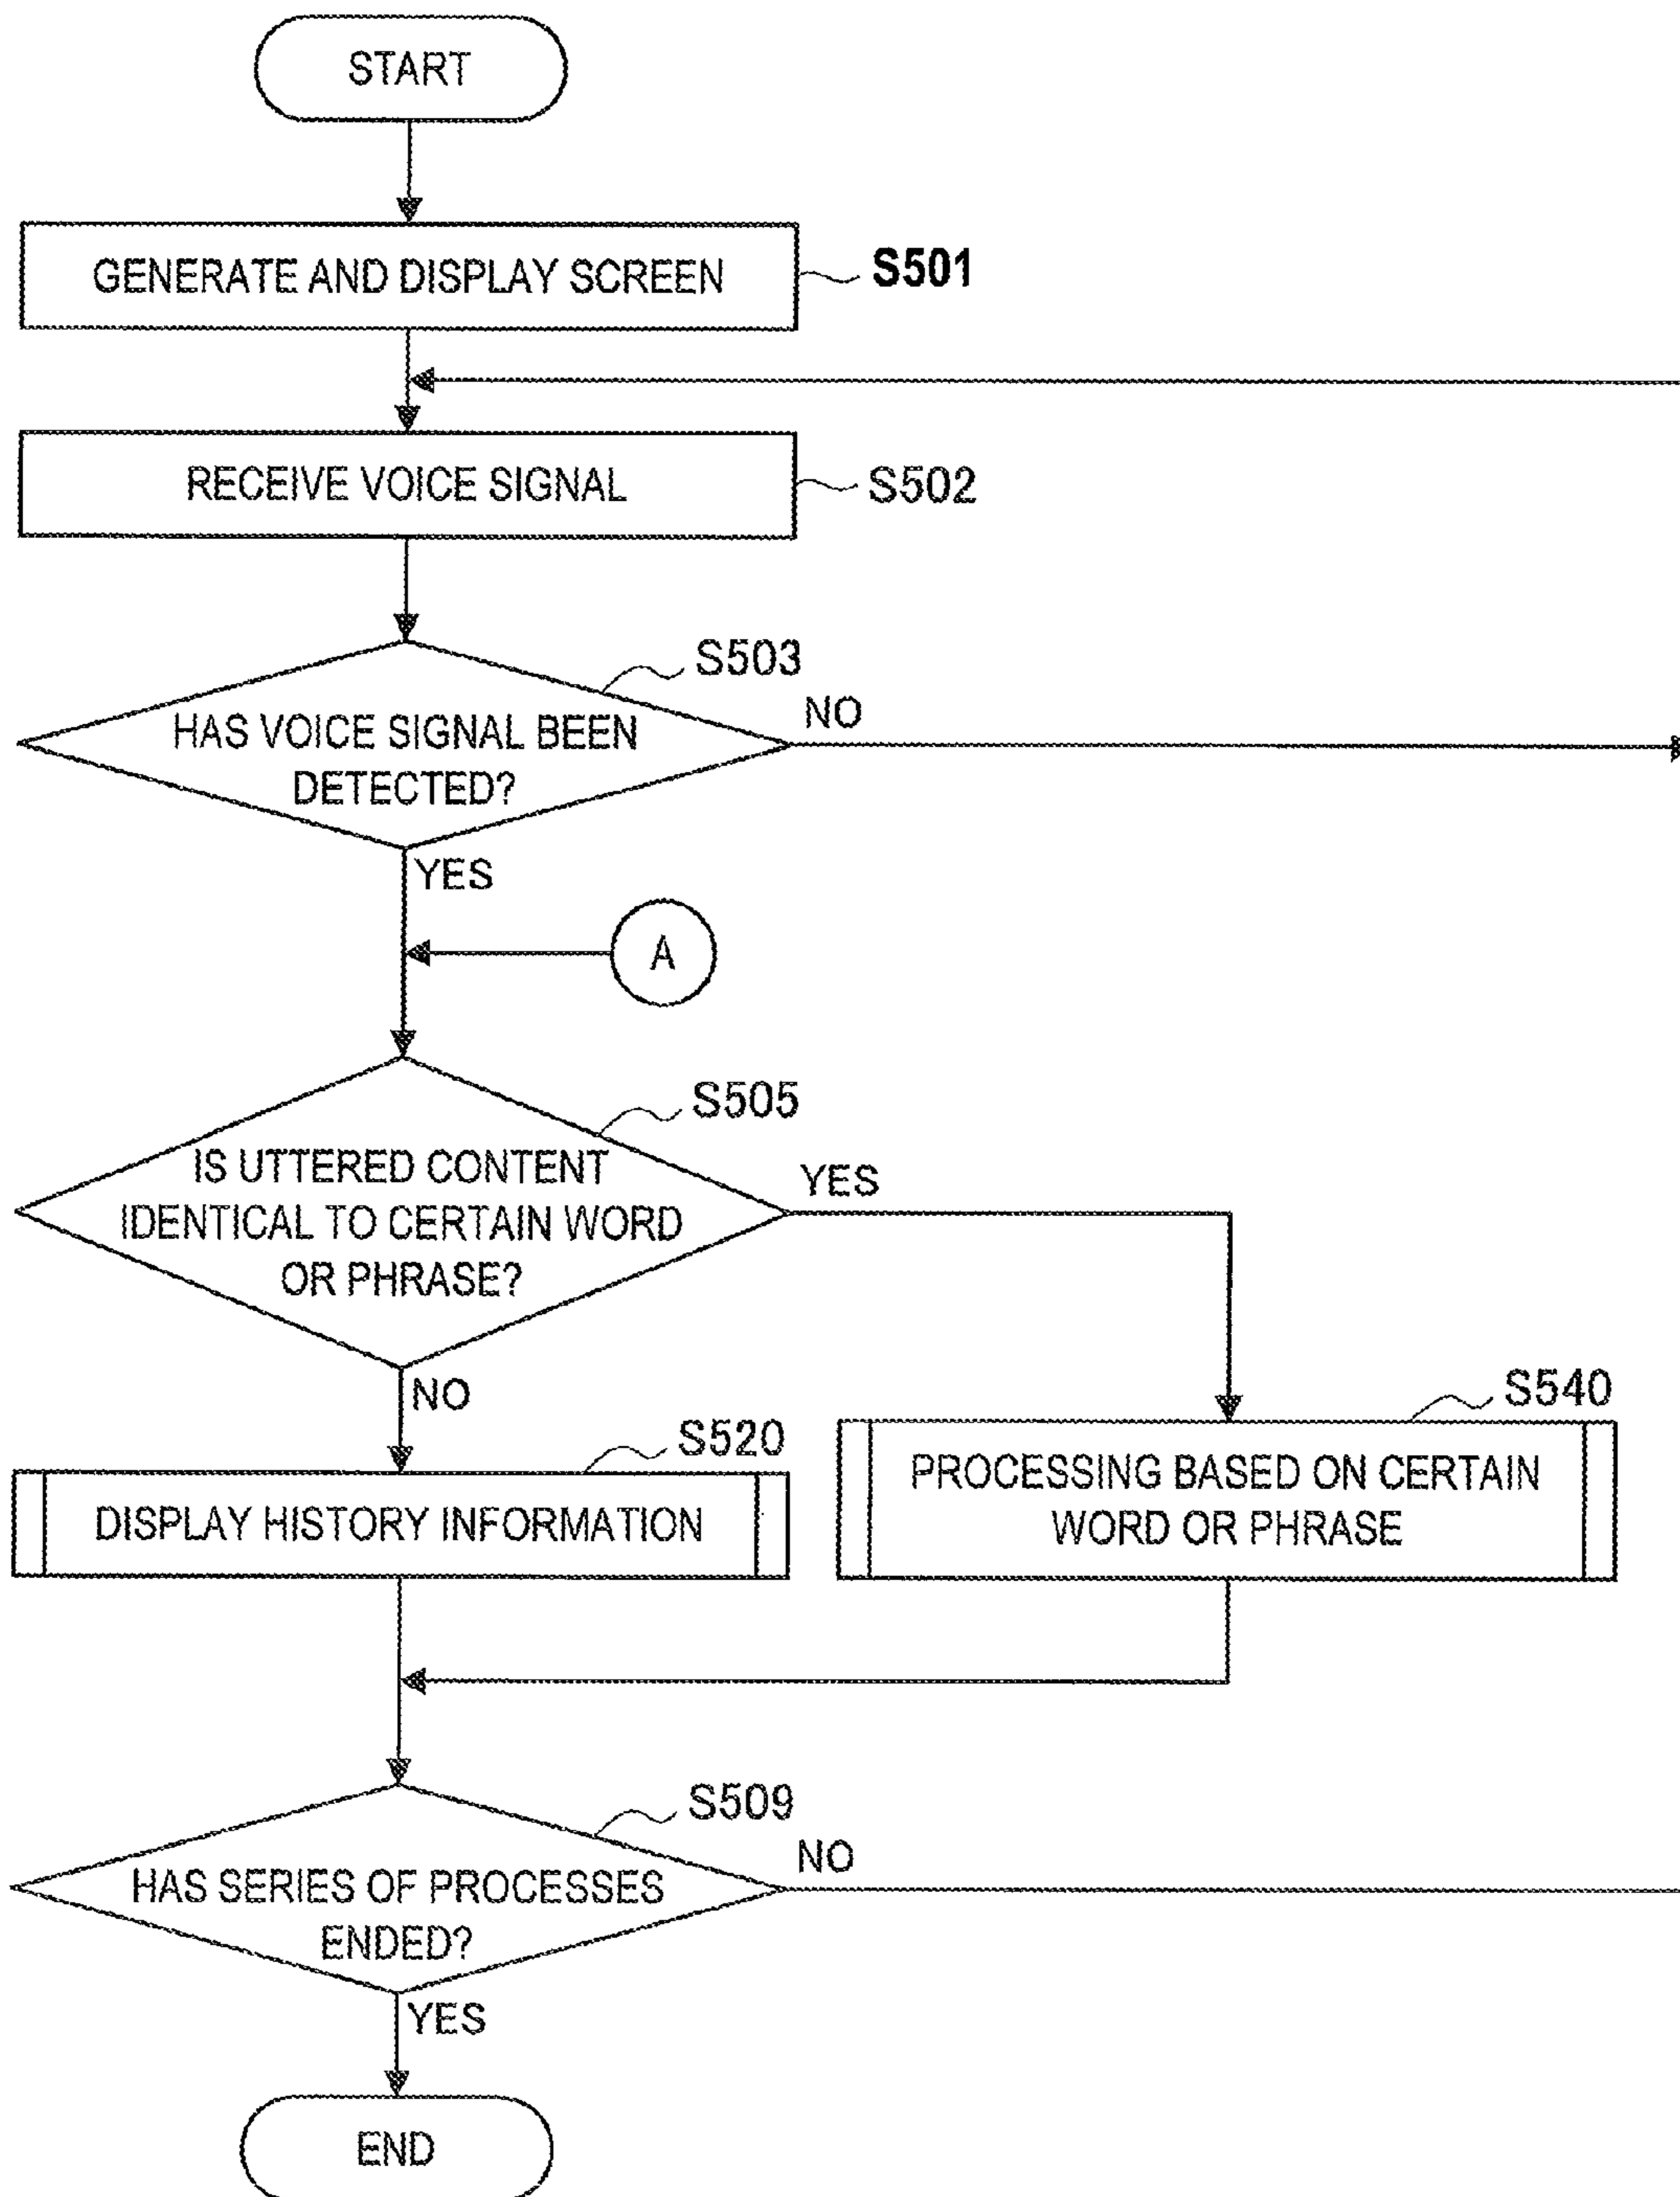 START
GENERATE AND DISPLAY SCREEN
S501
RECEIVE VOICE SIGNAL
S502
S503
HAS VOICE SIGNAL BEEN
DETECTED?
NO
YES
A
S505
IS UTTERED CONTENT
IDENTICAL TO CERTAIN WORD
OR PHRASE?
YES
NO
S520
DISPLAY HISTORY INFORMATION
S540
PROCESSING BASED ON CERTAIN
WORD OR PHRASE
S509
HAS SERIES OF PROCESSES
ENDED?
NO
YES
END